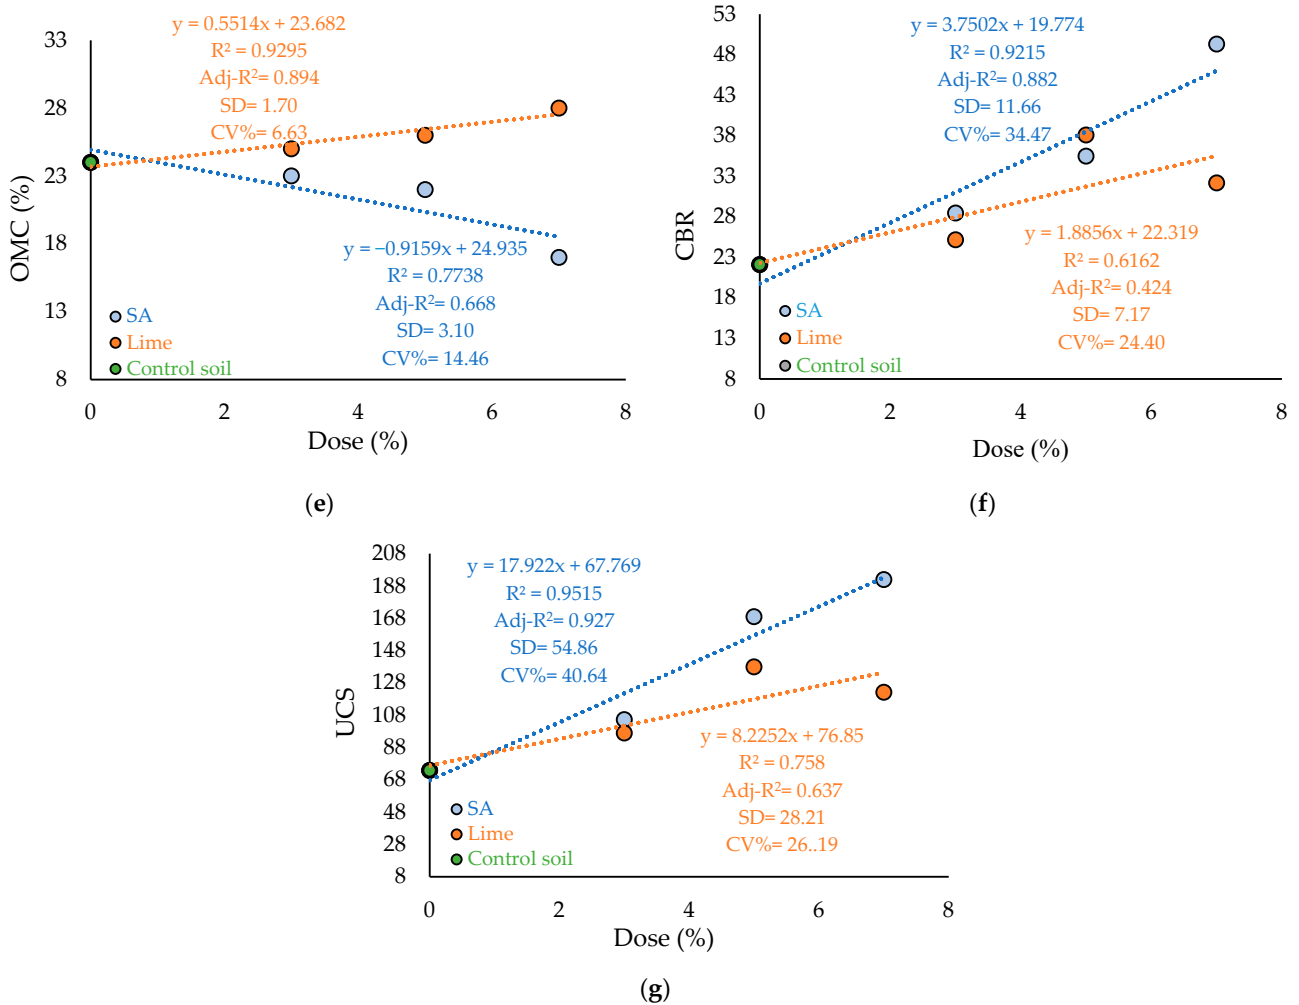 y = 0.5514x + 23.682
R² = 0.9295
Adj-R²= 0.894
SD= 1.70
CV%= 6.63
33
28
23
18
13
8
OMC (%)
y = −0.9159x + 24.935
R² = 0.7738
Adj-R²= 0.668
SD= 3.10
CV%= 14.46
SA
Lime
Control soil
0 2 4 6 8
Dose (%)
(e)
53
48
43
38
33
28
23
18
13
8
CBR
y = 3.7502x + 19.774
R² = 0.9215
Adj-R²= 0.882
SD= 11.66
CV%= 34.47
y = 1.8856x + 22.319
R² = 0.6162
Adj-R²= 0.424
SD= 7.17
CV%= 24.40
SA
Lime
Control soil
0 2 4 6 8
Dose (%)
(f)
208
188
168
148
128
108
88
68
48
28
8
UCS
y = 17.922x + 67.769
R² = 0.9515
Adj-R²= 0.927
SD= 54.86
CV%= 40.64
y = 8.2252x + 76.85
R² = 0.758
Adj-R²= 0.637
SD= 28.21
CV%= 26..19
SA
Lime
Control soil
0 2 4 6 8
Dose (%)
(g)